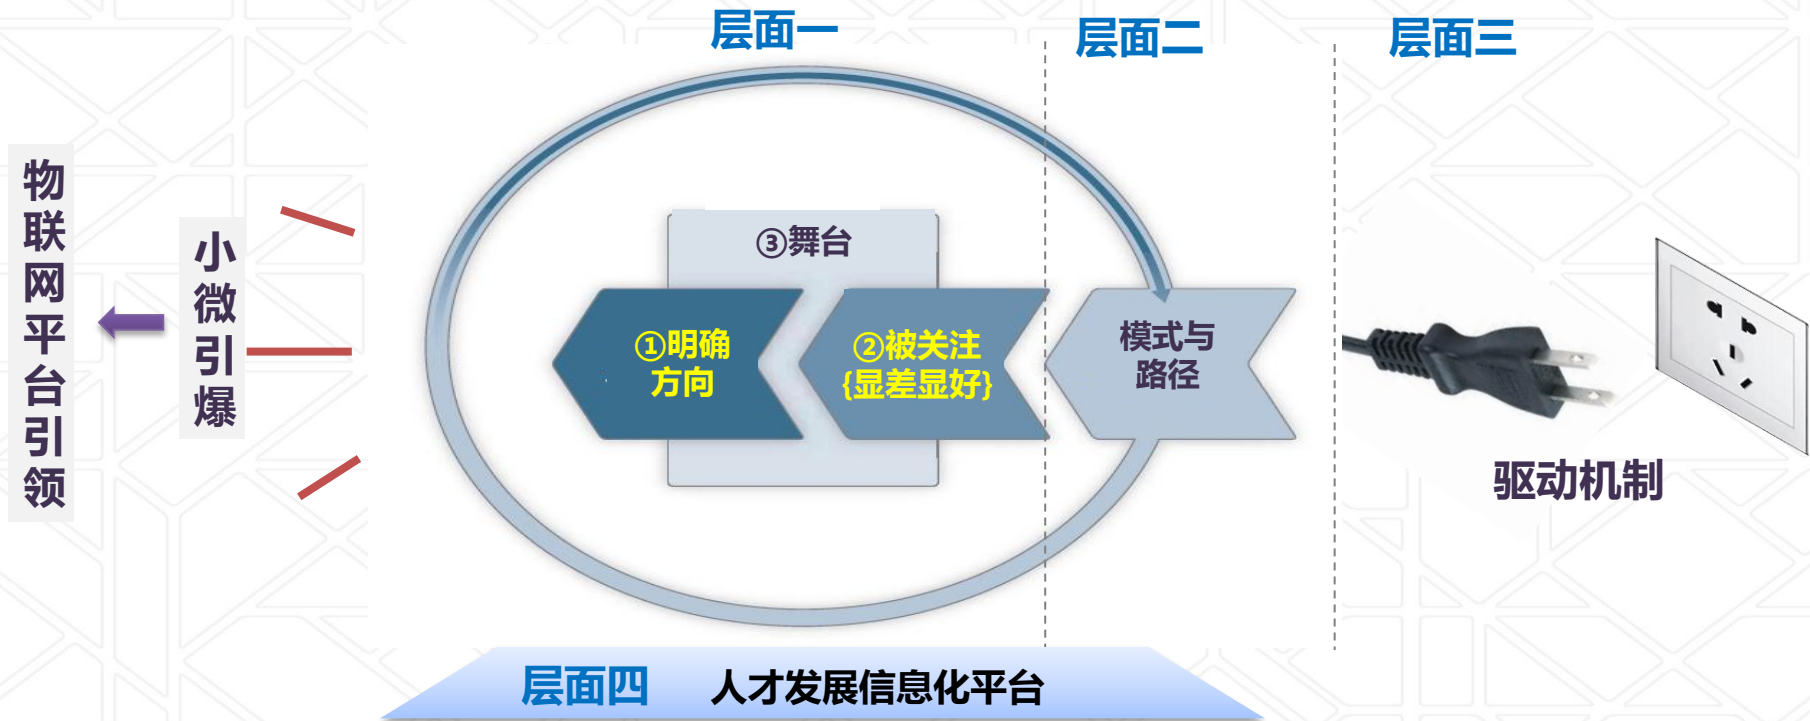 层面一
层面二
层面三
物联网平台引领
小微引爆
③舞台
①明确
方向
②被关注
{显差显好}
模式与
路径
驱动机制
层面四 人才发展信息化平台